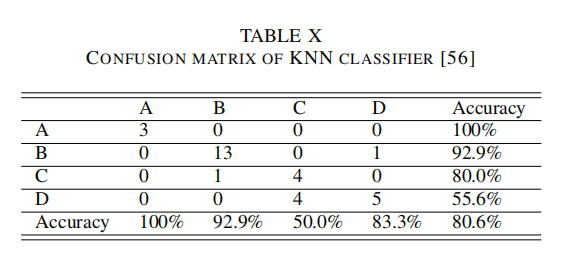 TABLE X
CONFUSION MATRIX OF KNN CLASSIFIER [56]
A B C D Accuracy
A 3 0 0 0 100%
B 0 13 0 1 92.9%
C 0 1 4 0 80.0%
D 0 0 4 5 55.6%
Accuracy 100% 92.9% 50.0% 83.3% 80.6%